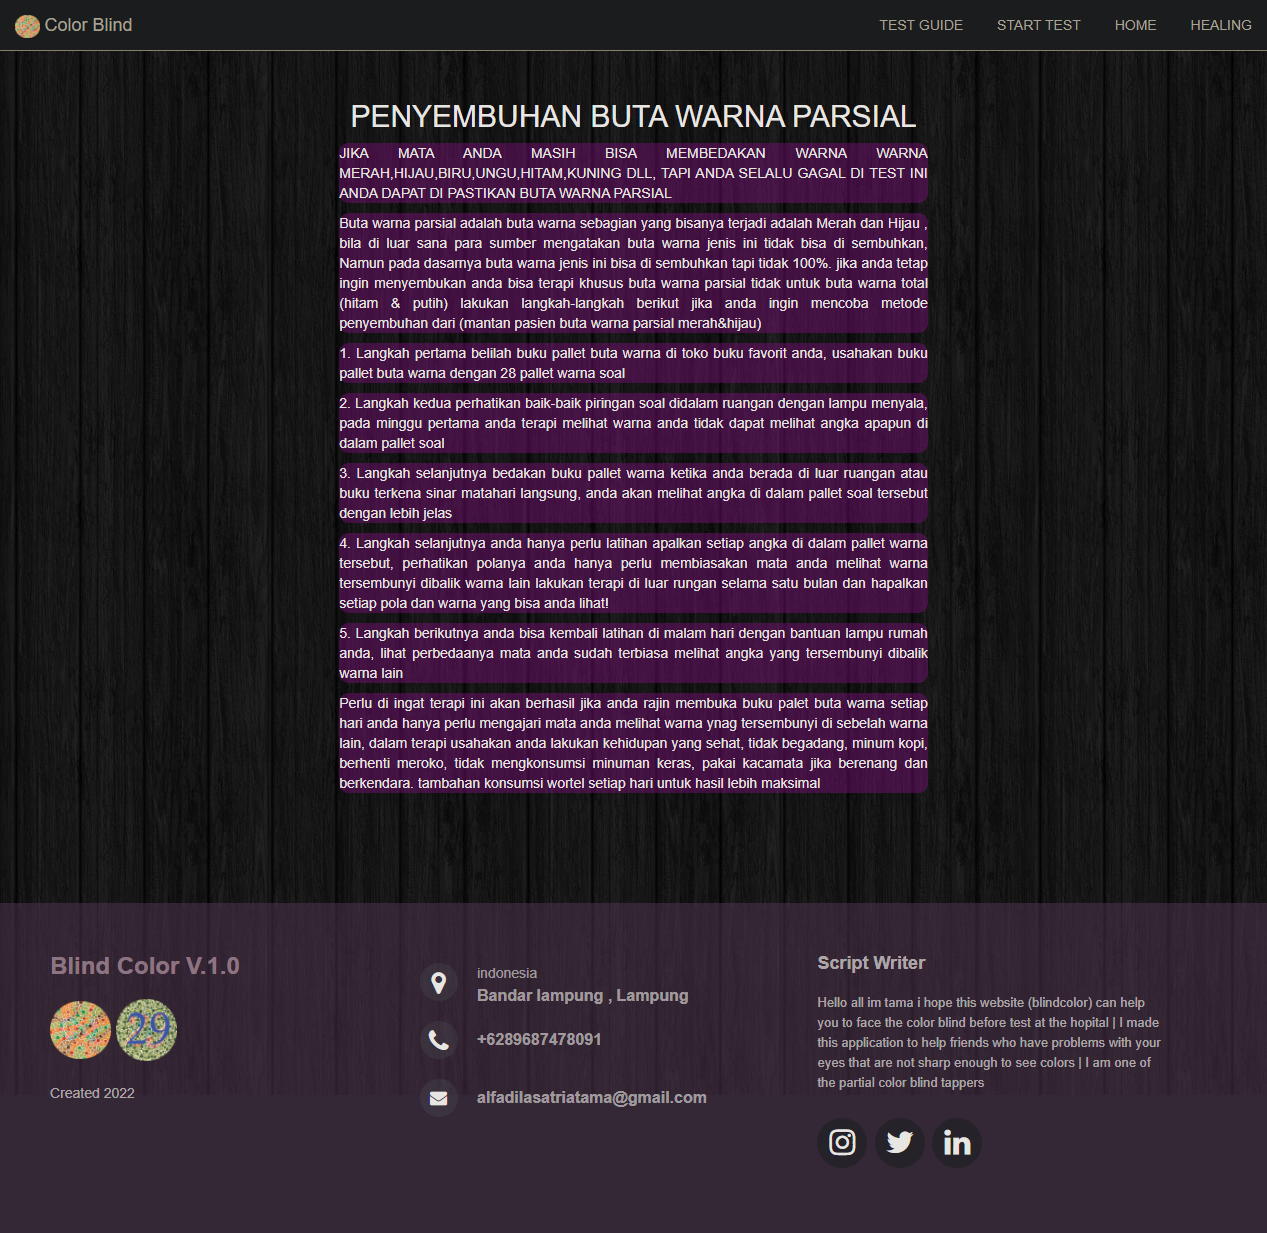 Color Blind
TEST GUIDE
START TEST
HOME
HEALING
PENYEMBUHAN BUTA WARNA PARSIAL
JIKA MATA ANDA MASIH BISA MEMBEDAKAN WARNA WARNA
MERAH,HIJAU,BIRU,UNGU,HITAM,KUNING DLL, TAPI ANDA SELALU GAGAL DI TEST INI
ANDA DAPAT DI PASTIKAN BUTA WARNA PARSIAL
Buta warna parsial adalah buta warna sebagian yang bisanya terjadi adalah Merah dan Hijau ,
bila di luar sana para sumber mengatakan buta warna jenis ini tidak bisa di sembuhkan,
Namun pada dasarnya buta warna jenis ini bisa di sembuhkan tapi tidak 100%. jika anda tetap
ingin menyembukan anda bisa terapi khusus buta warna parsial tidak untuk buta warna total
(hitam & putih) lakukan langkah-langkah berikut jika anda ingin mencoba metode
penyembuhan dari (mantan pasien buta warna parsial merah&hijau)
1. Langkah pertama belilah buku pallet buta warna di toko buku favorit anda, usahakan buku
pallet buta warna dengan 28 pallet warna soal
2. Langkah kedua perhatikan baik-baik piringan soal didalam ruangan dengan lampu menyala,
pada minggu pertama anda terapi melihat warna anda tidak dapat melihat angka apapun di
dalam pallet soal
3. Langkah selanjutnya bedakan buku pallet warna ketika anda berada di luar ruangan atau
buku terkena sinar matahari langsung, anda akan melihat angka di dalam pallet soal tersebut
dengan lebih jelas
4. Langkah selanjutnya anda hanya perlu latihan apalkan setiap angka di dalam pallet warna
tersebut, perhatikan polanya anda hanya perlu membiasakan mata anda melihat warna
tersembunyi dibalik warna lain lakukan terapi di luar rungan selama satu bulan dan hapalkan
setiap pola dan warna yang bisa anda lihat!
5. Langkah berikutnya anda bisa kembali latihan di malam hari dengan bantuan lampu rumah
anda, lihat perbedaanya mata anda sudah terbiasa melihat angka yang tersembunyi dibalik
warna lain
Perlu di ingat terapi ini akan berhasil jika anda rajin membuka buku palet buta warna setiap
hari anda hanya perlu mengajari mata anda melihat warna ynag tersembunyi di sebelah warna
lain, dalam terapi usahakan anda lakukan kehidupan yang sehat, tidak begadang, minum kopi,
berhenti meroko, tidak mengkonsumsi minuman keras, pakai kacamata jika berenang dan
berkendara. tambahan konsumsi wortel setiap hari untuk hasil lebih maksimal
Blind Color V.1.0
29
Created 2022
indonesia
Bandar lampung , Lampung
+6289687478091
alfadilasatriatama@gmail.com
Script Writer
Hello all im tama i hope this website (blindcolor) can help
you to face the color blind before test at the hopital | I made
this application to help friends who have problems with your
eyes that are not sharp enough to see colors | I am one of
the partial color blind tappers